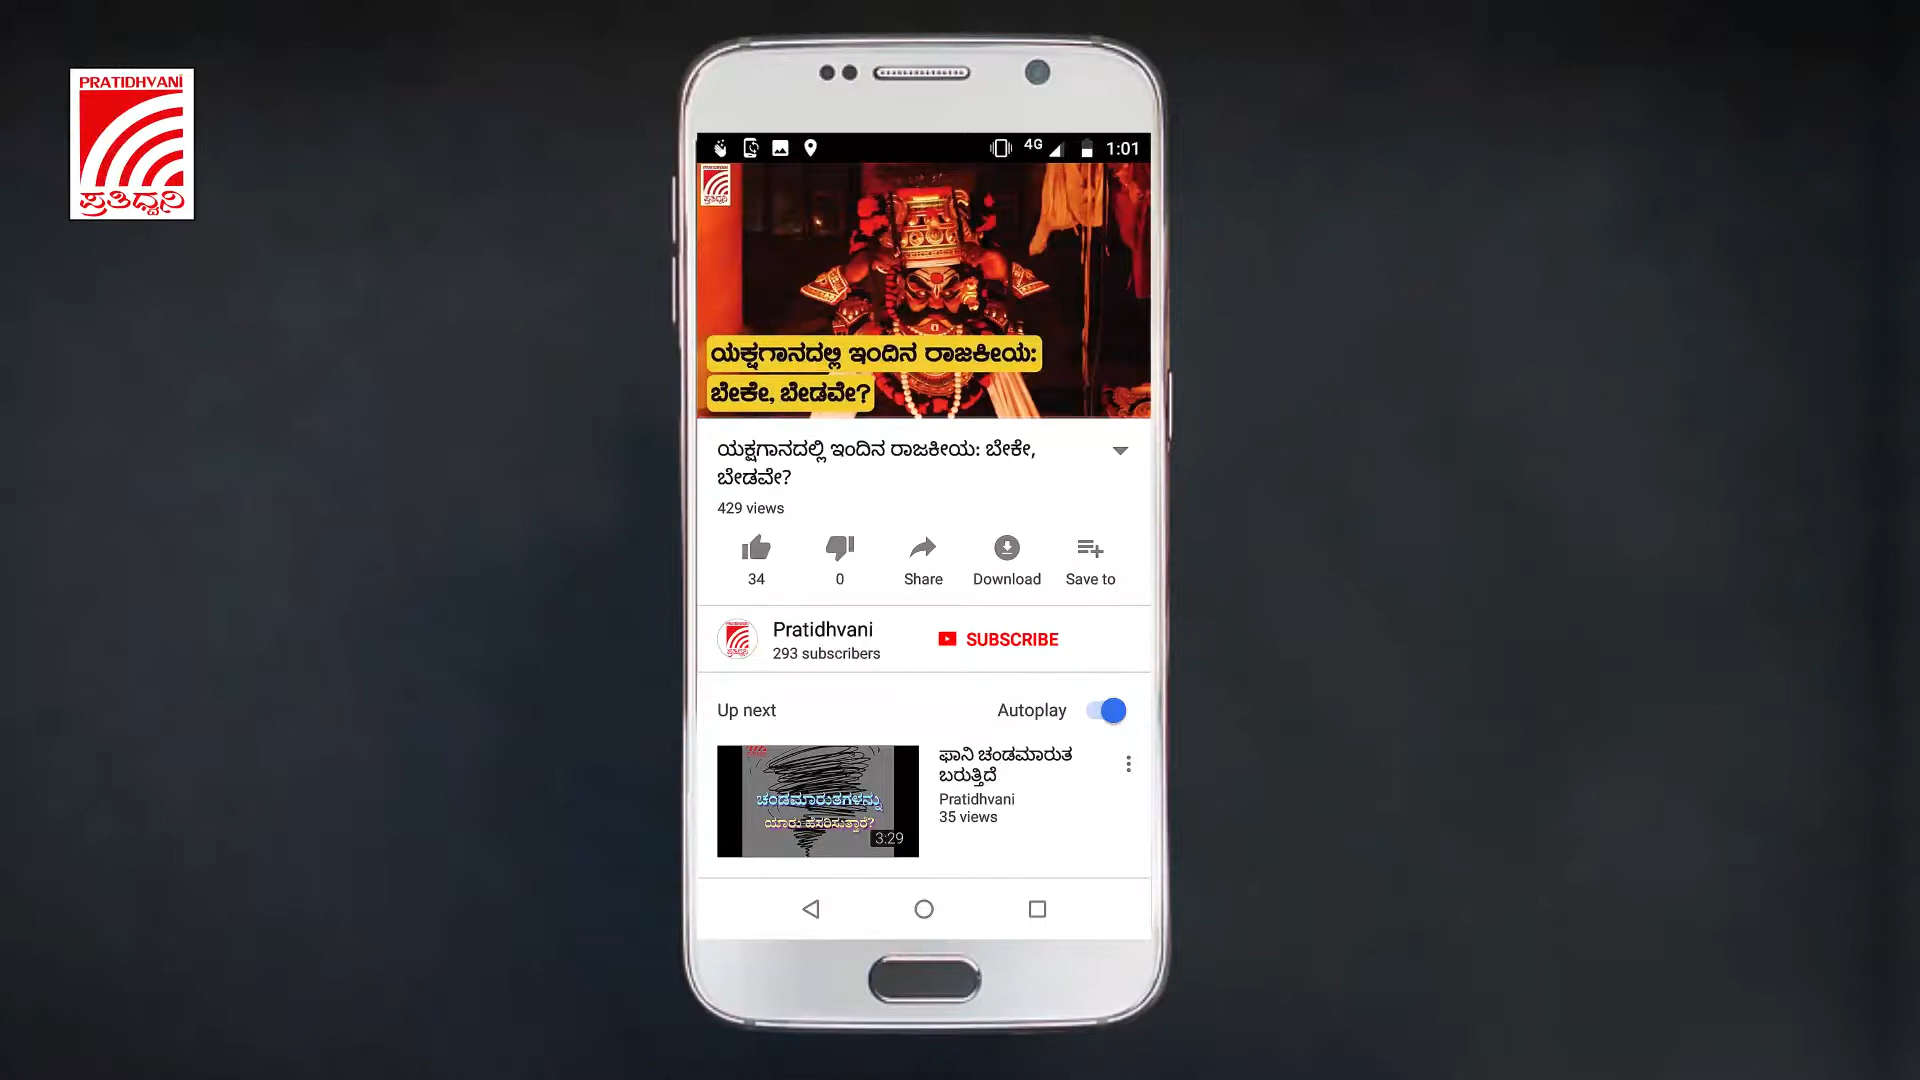 PRATIDHVANI
ಪ್ರತಿಧ್ವನಿ
4G 1:01
ಯಕ್ಷಗಾನದಲ್ಲಿ ಇಂದಿನ ರಾಜಕೀಯ:
ಬೇಕೇ, ಬೇಡವೇ?
ಯಕ್ಷಗಾನದಲ್ಲಿ ಇಂದಿನ ರಾಜಕೀಯ: ಬೇಕೇ,
ಬೇಡವೇ?
429 views
34 0 Share Download Save to
Pratidhvani
293 subscribers
SUBSCRIBE
Up next Autoplay
ಚಂಡಮಾರುತಗಳನ್ನು
ಯಾರು ಹೆಸರಿಸುತ್ತಾರೆ?
3:29
ಫಾನಿ ಚಂಡಮಾರುತ
ಬರುತ್ತಿದೆ
Pratidhvani
35 views